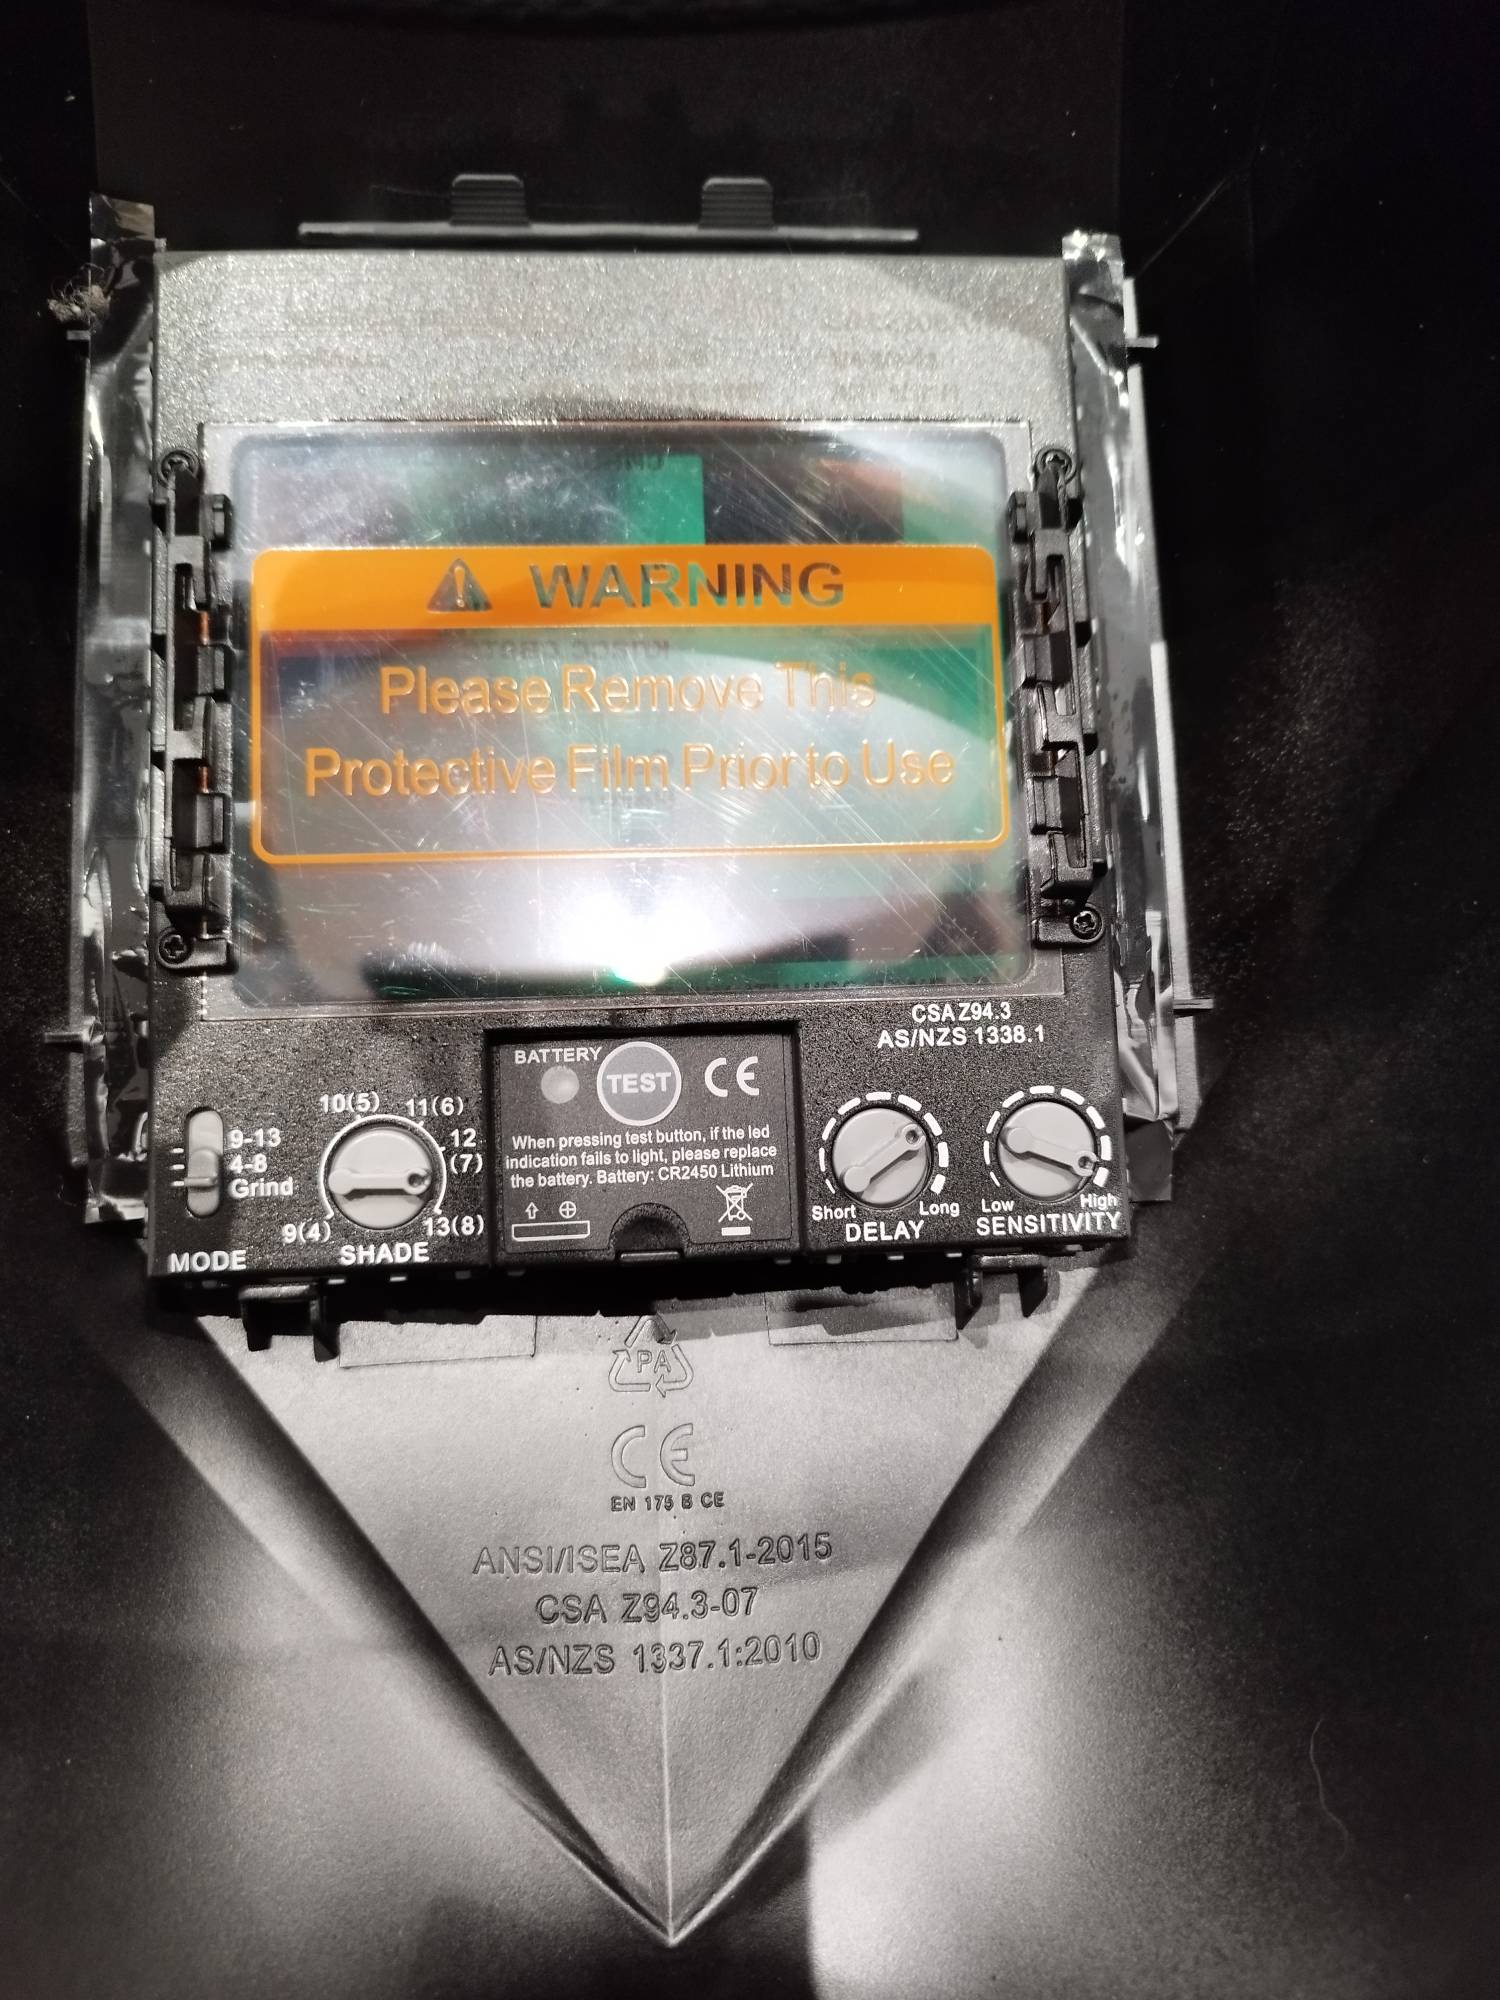 WARNING
Please Remove This
Protective Film Prior to Use
CSA Z94.3
AS/NZS 1338.1
BATTERY
TEST
CE
When pressing test button, if the led
indication fails to light, please replace
the battery. Battery: CR2450 Lithium
9-13
4-8
Grind
MODE
10(5)
11(6)
12
(7)
9(4)
13(8)
SHADE
Short
Long
DELAY
Low
High
SENSITIVITY
PA
CE
EN 175 B CE
ANSI/ISEA Z87.1-2015
CSA Z94.3-07
AS/NZS 1337.1:2010